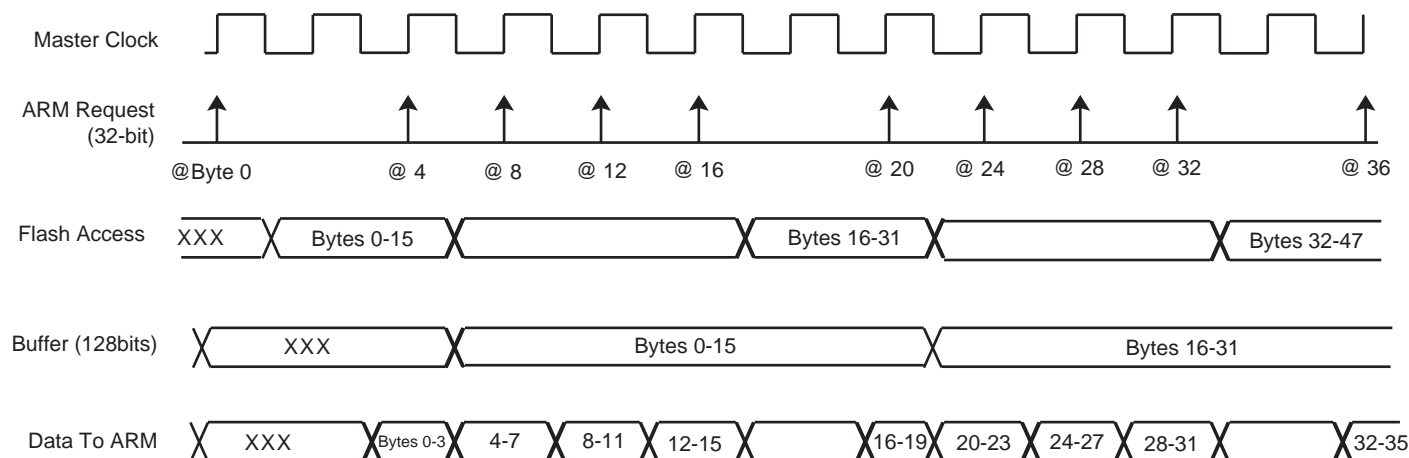 Master Clock
ARM Request
(32-bit)
@Byte 0 @ 4 @ 8 @ 12 @ 16 @ 20 @ 24 @ 28 @ 32 @ 36
Flash Access XXX Bytes 0-15 Bytes 16-31 Bytes 32-47
Buffer (128bits) XXX Bytes 0-15 Bytes 16-31
Data To ARM XXX Bytes 0-3 4-7 8-11 12-15 16-19 20-23 24-27 28-31 32-35